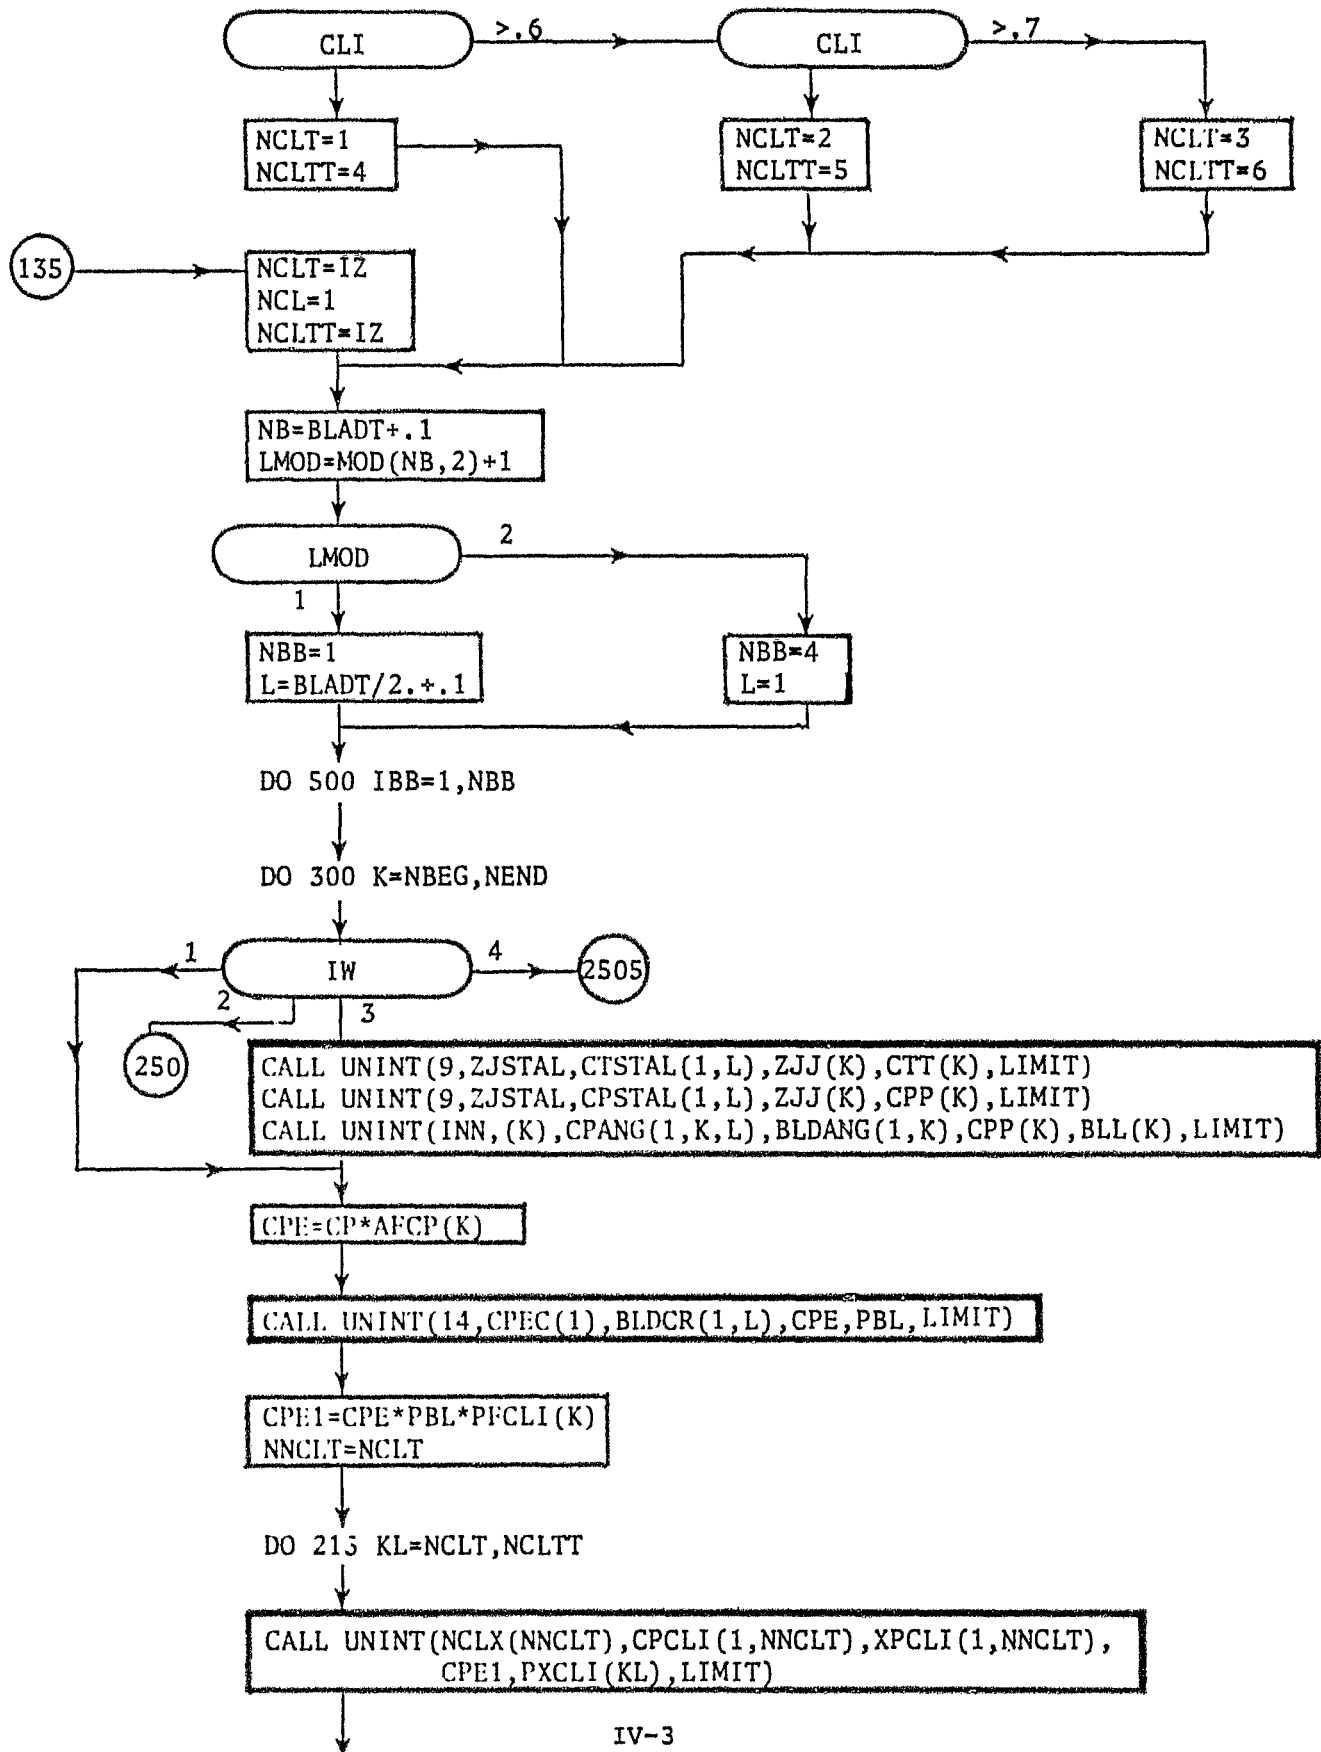 CLI
>.6
CLI
>.7
NCLT=1
NCLTT=4
NCLT=2
NCLTT=5
NCLT=3
NCLTT=6
135
NCLT=IZ
NCL=1
NCLTT=IZ
NB=BLADT+.1
LMOD=MOD(NB,2)+1
LMOD
2
1
NBB=1
L=BLADT/2.+.1
NBB=4
L=1
DO 500 IBB=1,NBB
DO 300 K=NBEG,NEND
1
IW
4
2505
2
3
250
CALL UNINT(9,ZJSTAL,CTSTAL(1,L),ZJJ(K),CTT(K),LIMIT)
CALL UNINT(9,ZJSTAL,CPSTAL(1,L),ZJJ(K),CPP(K),LIMIT)
CALL UNINT(INN,(K),CPANG(1,K,L),BLDANG(1,K),CPP(K),BLL(K),LIMIT)
CPE=CP*AFCP(K)
CALL UNINT(14,CPEC(1),BLDCR(1,L),CPE,PBL,LIMIT)
CPE1=CPE*PBL*PFCLI(K)
NNCLT=NCLT
DO 215 KL=NCLT,NCLTT
CALL UNINT(NCLX(NNCLT),CPCLI(1,NNCLT),XPCLI(1,NNCLT),
CPE1,PXCLI(KL),LIMIT)
IV-3